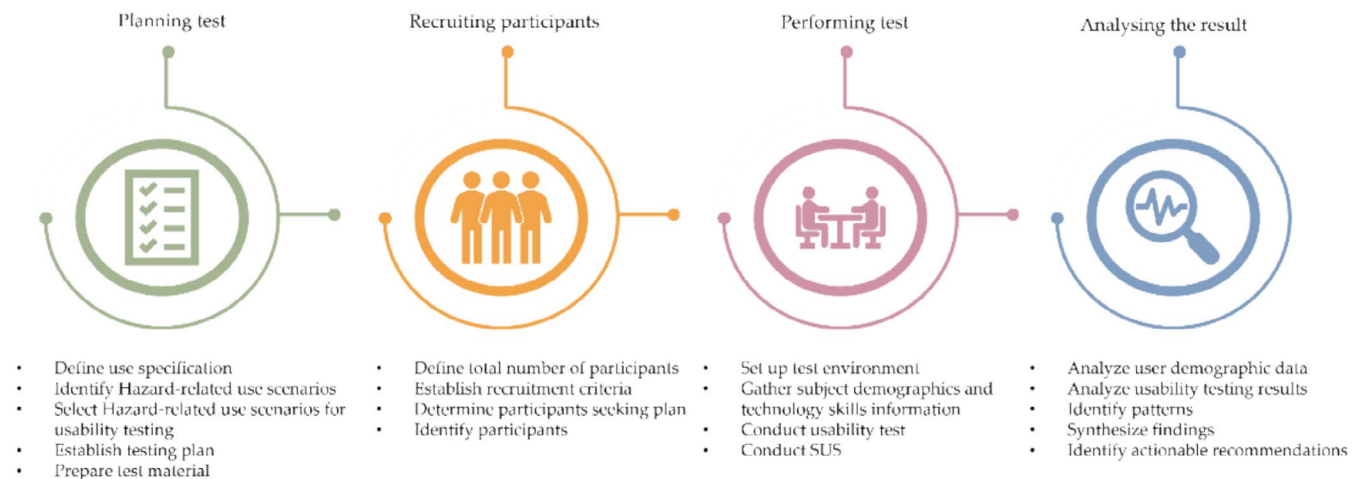 Planning test
Recruiting participants
Performing test
Analysing the result
• Define use specification
• Identify Hazard-related use scenarios
• Select Hazard-related use scenarios for
usability testing
• Establish testing plan
• Prepare test material
• Define total number of participants
• Establish recruitment criteria
• Determine participants seeking plan
• Identify participants
• Set up test environment
• Gather subject demographics and
technology skills information
• Conduct usability test
• Conduct SUS
• Analyze user demographic data
• Analyze usability testing results
• Identify patterns
• Synthesize findings
• Identify actionable recommendations